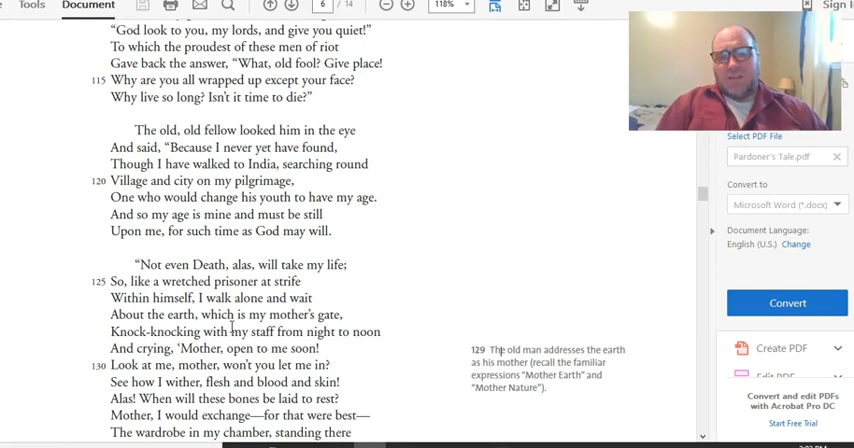 Tools
Document
6 / 14
118%
Sign In
“God look to you, my lords, and give you quiet!”
To which the proudest of these men of riot
Gave back the answer, “What, old fool? Give place!
115 Why are you all wrapped up except your face?
Why live so long? Isn’t it time to die?”
The old, old fellow looked him in the eye
And said, “Because I never yet have found,
Though I have walked to India, searching round
120 Village and city on my pilgrimage,
One who would change his youth to have my age.
And so my age is mine and must be still
Upon me, for such time as God may will.
“Not even Death, alas, will take my life;
125 So, like a wretched prisoner at strife
Within himself, I walk alone and wait
About the earth, which is my mother’s gate,
Knock-knocking with my staff from night to noon
And crying, ‘Mother, open to me soon!
130 Look at me, mother, won’t you let me in?
See how I wither, flesh and blood and skin!
Alas! When will these bones be laid to rest?
Mother, I would exchange—for that were best—
The wardrobe in my chamber, standing there
129 The old man addresses the earth
as his mother (recall the familiar
expressions “Mother Earth” and
“Mother Nature”).
Select PDF File
Pardoner's Tale.pdf
Convert to
Microsoft Word (*.docx)
Document Language:
English (U.S.) Change
Convert
Create PDF
Edit PDF
Convert and edit PDFs
with Acrobat Pro DC
Start Free Trial